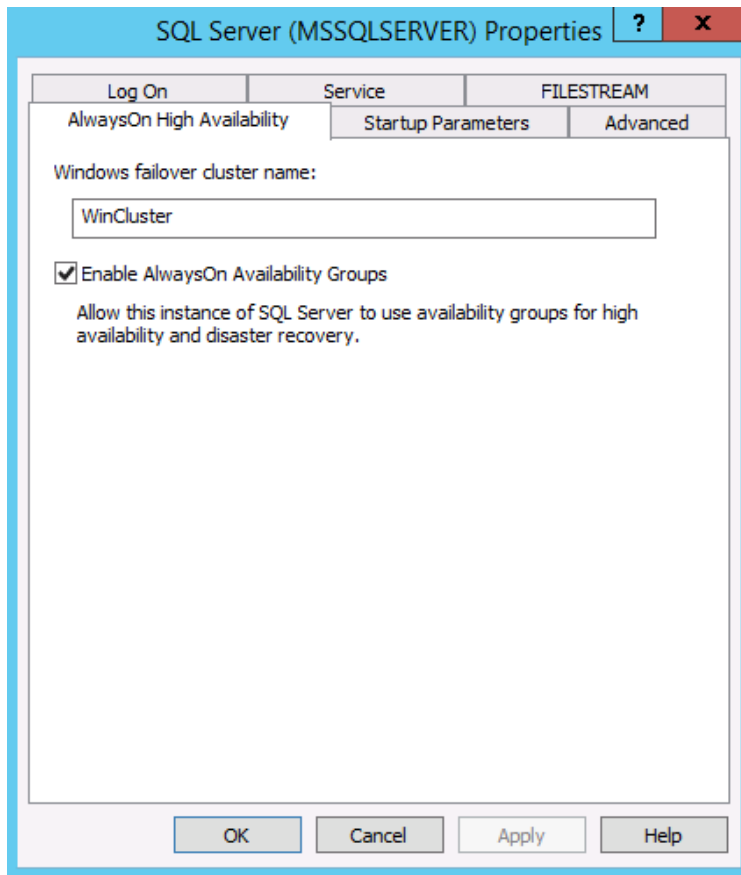 SQL Server (MSSQLSERVER) Properties ? x
Log On Service FILESTREAM
AlwaysOn High Availability Startup Parameters Advanced
Windows failover cluster name:
WinCluster
Enable AlwaysOn Availability Groups
Allow this instance of SQL Server to use availability groups for high
availability and disaster recovery.
OK Cancel Apply Help